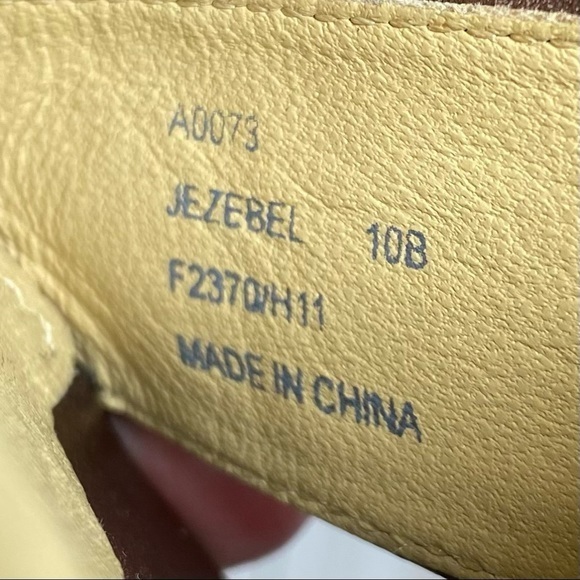 A0073
JEZEBEL 10B
F2370/H11
MADE IN CHINA